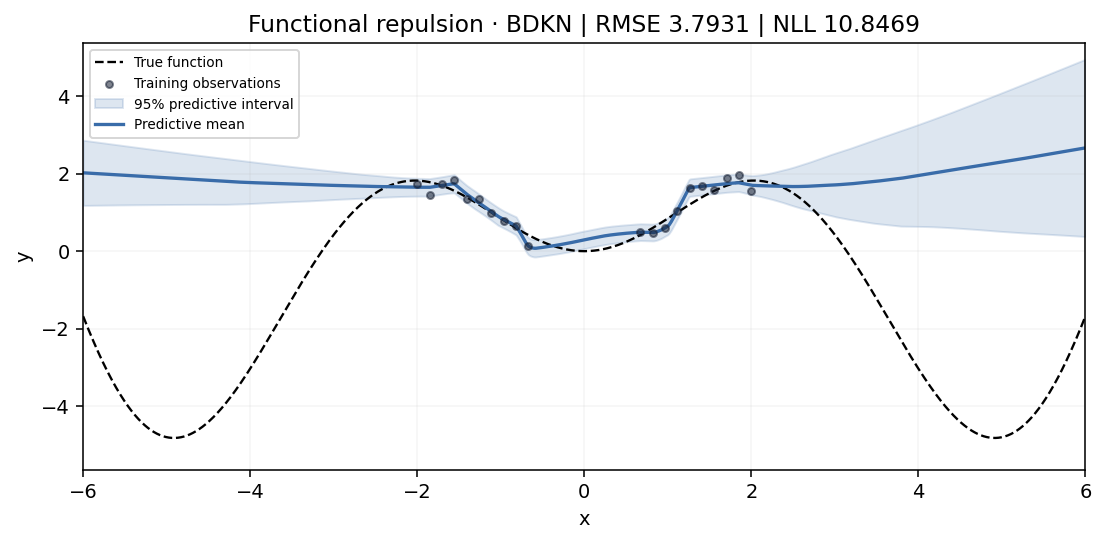 Functional repulsion · BDKN | RMSE 3.7931 | NLL 10.8469
True function
Training observations
95% predictive interval
Predictive mean
4
2
0
−2
−4
y
−6
−4
−2
0
2
4
6
x